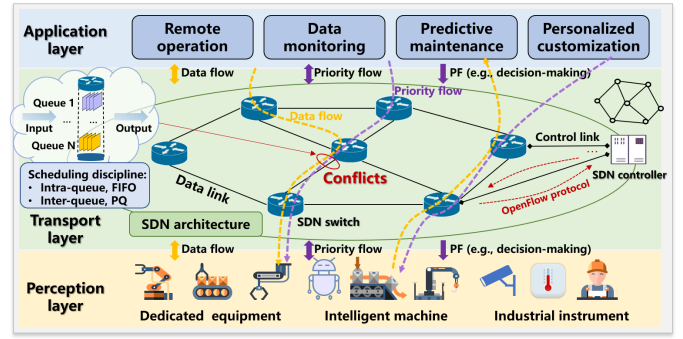 Application
layer
Remote
operation
Data
monitoring
Predictive
maintenance
Personalized
customization
Data flow
Priority flow
PF (e.g., decision-making)
Priority flow
Data flow
Queue 1
...
...
Input
Output
Queue N
Scheduling discipline:
• Intra-queue, FIFO
• Inter-queue, PQ
Conflicts
Control link
...
SDN controller
OpenFlow protocol
Data link
SDN switch
SDN architecture
Transport
layer
Data flow
Priority flow
PF (e.g., decision-making)
Perception
layer
Dedicated equipment
Intelligent machine
Industrial instrument